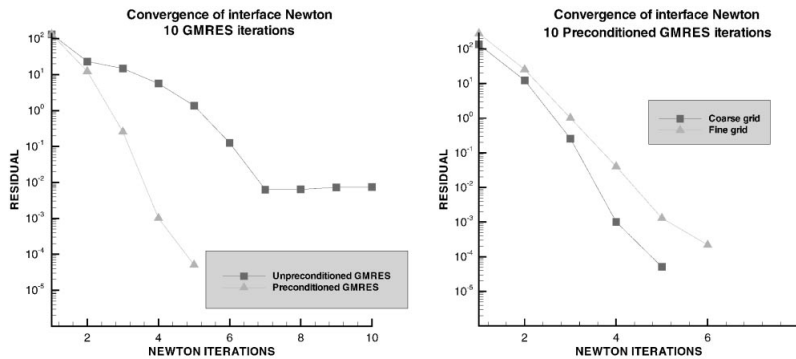 Convergence of interface Newton
10 GMRES iterations
RESIDUAL
10²
10¹
10⁰
10⁻¹
10⁻²
10⁻³
10⁻⁴
10⁻⁵
Unpreconditioned GMRES
Preconditioned GMRES
2
4
6
8
10
NEWTON ITERATIONS
Convergence of interface Newton
10 Preconditioned GMRES iterations
RESIDUAL
10²
10¹
10⁰
10⁻¹
10⁻²
10⁻³
10⁻⁴
10⁻⁵
Coarse grid
Fine grid
2
4
6
8
NEWTON ITERATIONS